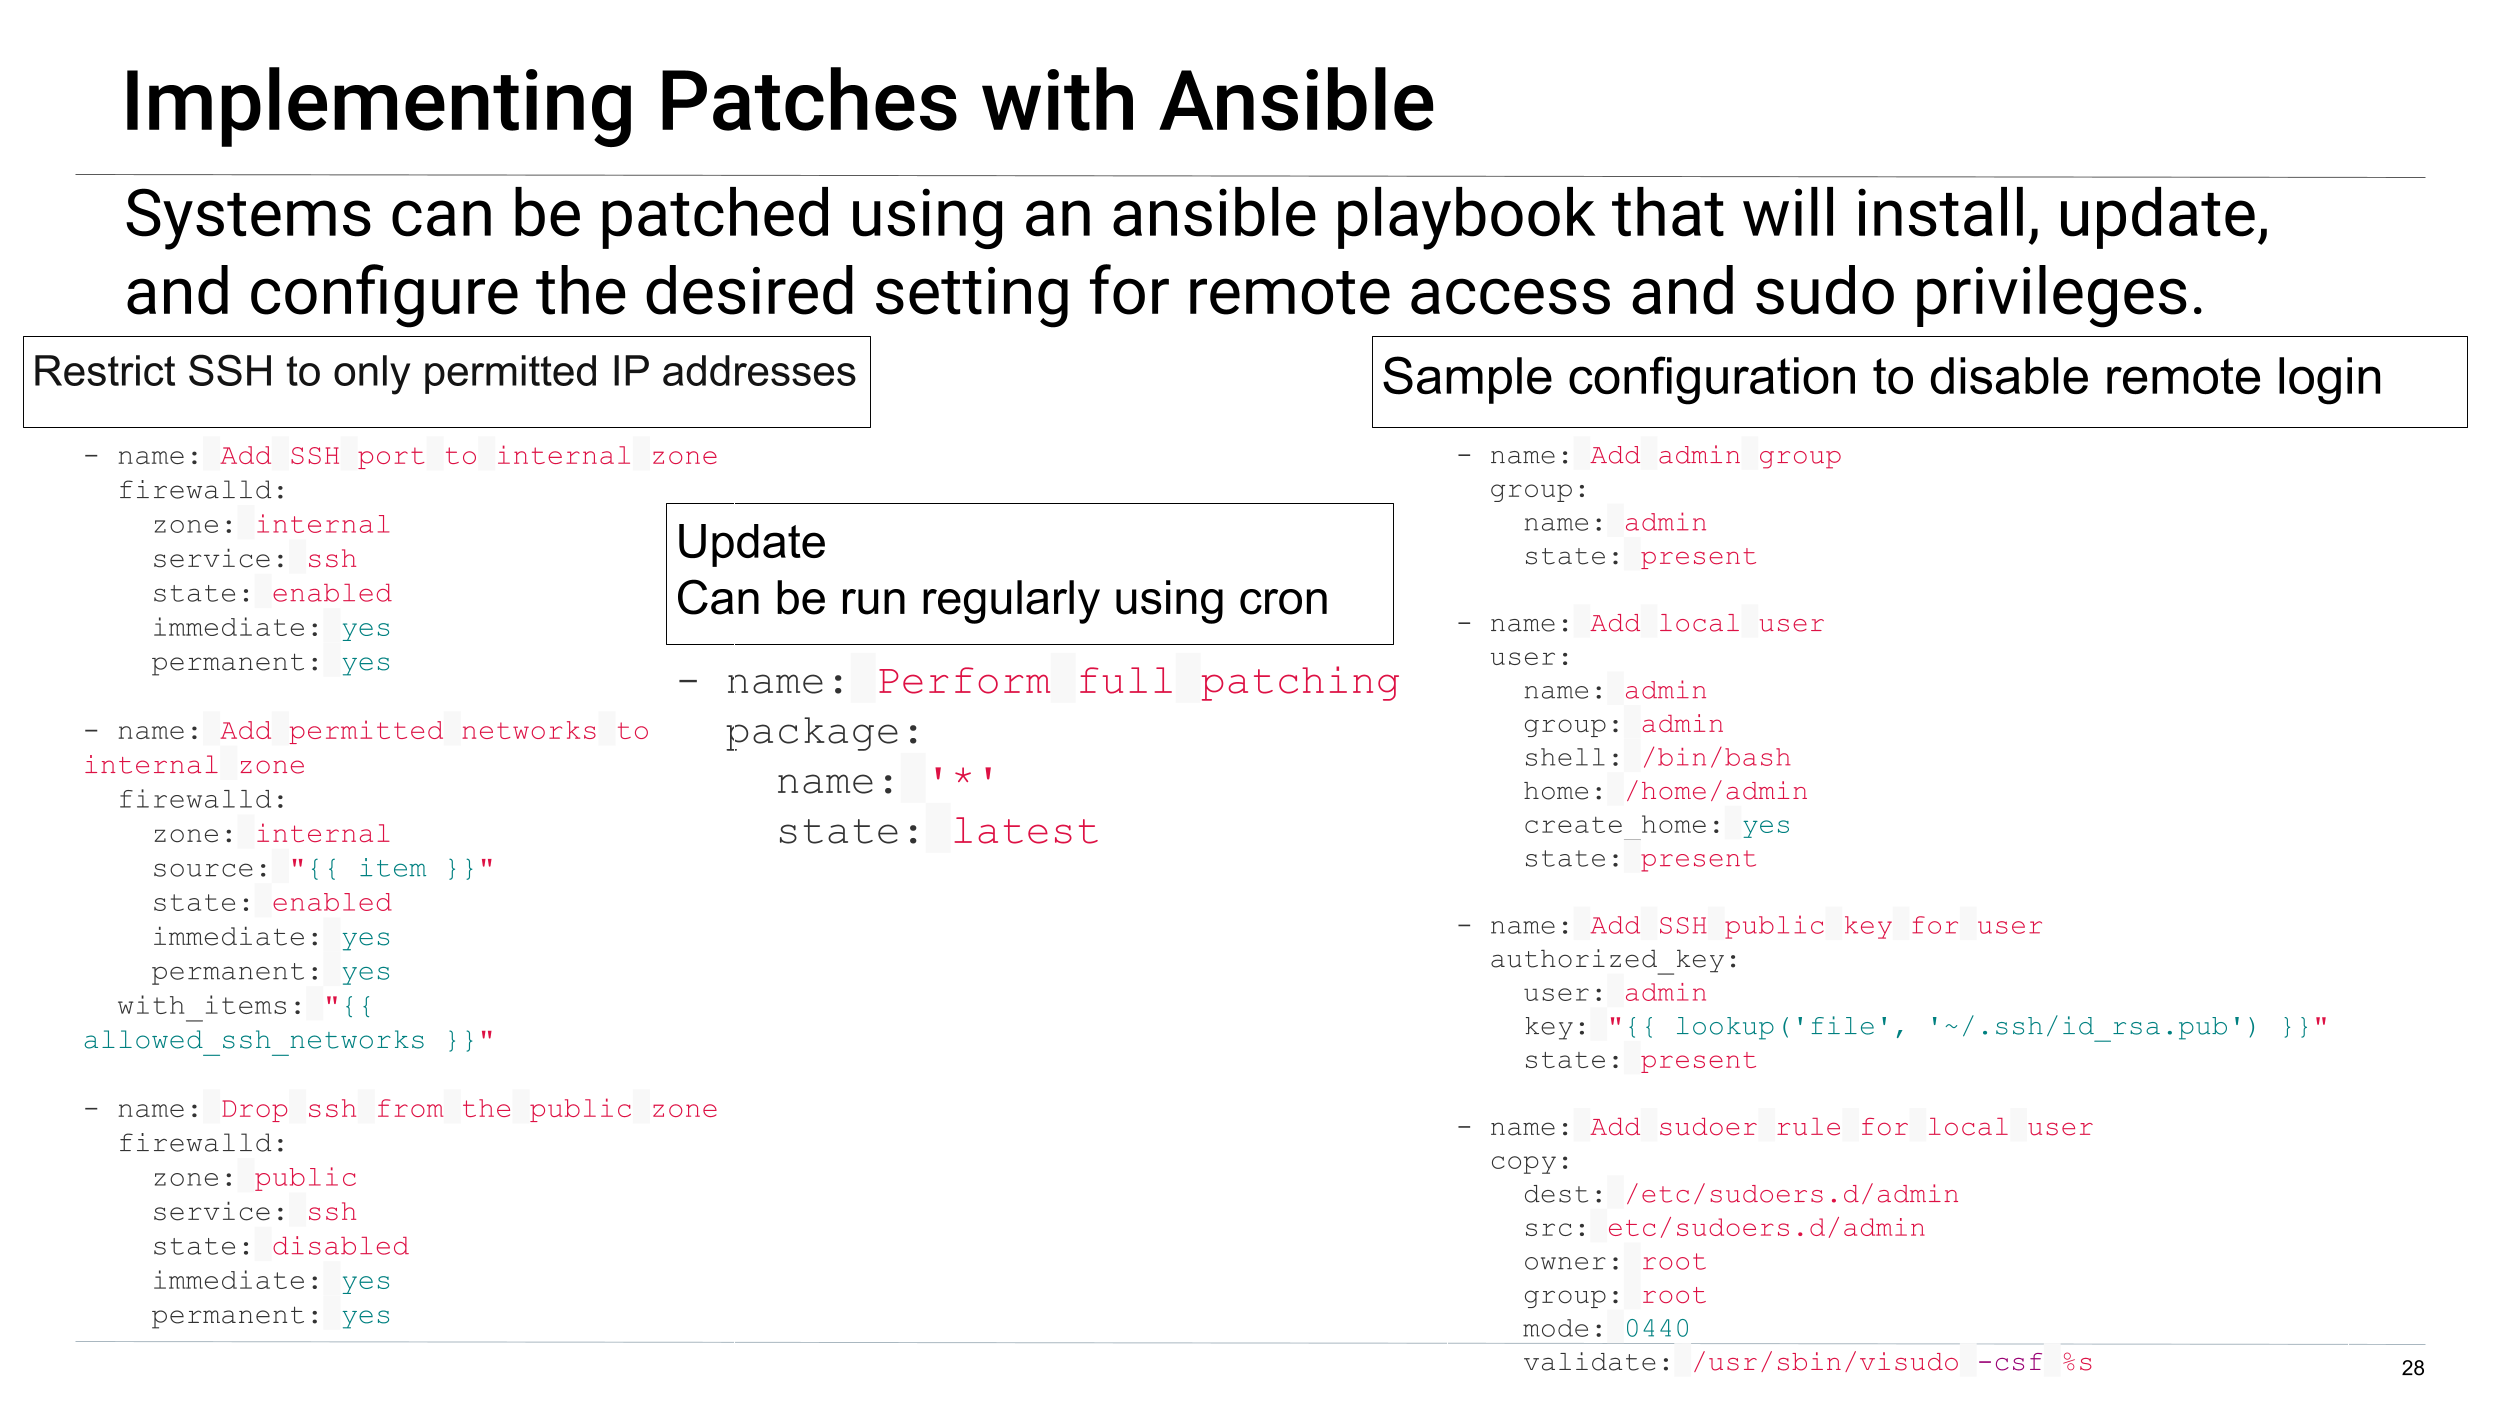 Implementing Patches with Ansible
Systems can be patched using an ansible playbook that will install, update,
and configure the desired setting for remote access and sudo privileges.
Restrict SSH to only permitted IP addresses
- name: Add SSH port to internal zone
  firewalld:
    zone: internal
    service: ssh
    state: enabled
    immediate: yes
    permanent: yes

- name: Add permitted networks to
internal zone
  firewalld:
    zone: internal
    source: "{{ item }}"
    state: enabled
    immediate: yes
    permanent: yes
  with_items: "{{
allowed_ssh_networks }}"

- name: Drop ssh from the public zone
  firewalld:
    zone: public
    service: ssh
    state: disabled
    immediate: yes
    permanent: yes
Update
Can be run regularly using cron
- name: Perform full patching
  package:
    name: '*'
    state: latest
Sample configuration to disable remote login
- name: Add admin group
  group:
    name: admin
    state: present

- name: Add local user
  user:
    name: admin
    group: admin
    shell: /bin/bash
    home: /home/admin
    create_home: yes
    state: present

- name: Add SSH public key for user
  authorized_key:
    user: admin
    key: "{{ lookup('file', '~/.ssh/id_rsa.pub') }}"
    state: present

- name: Add sudoer rule for local user
  copy:
    dest: /etc/sudoers.d/admin
    src: etc/sudoers.d/admin
    owner: root
    group: root
    mode: 0440
    validate: /usr/sbin/visudo -csf %s
28